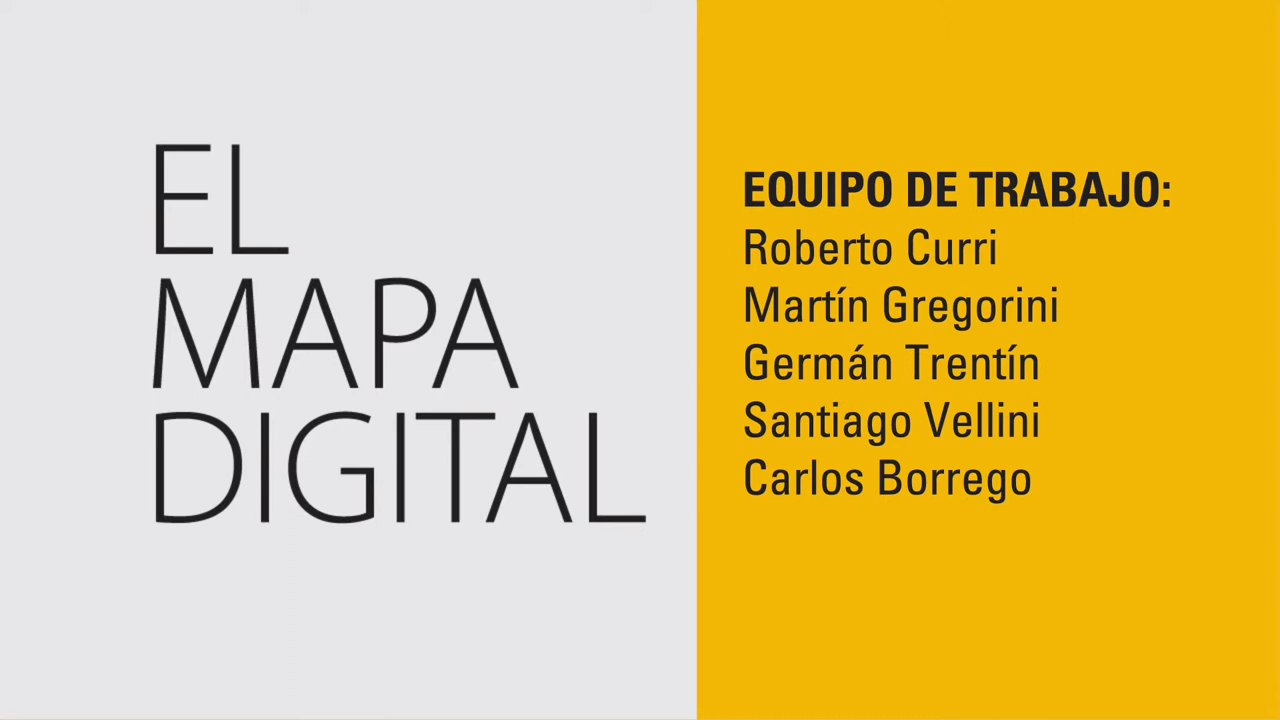 EL
MAPA
DIGITAL
EQUIPO DE TRABAJO:
Roberto Curri
Martín Gregorini
Germán Trentín
Santiago Vellini
Carlos Borrego